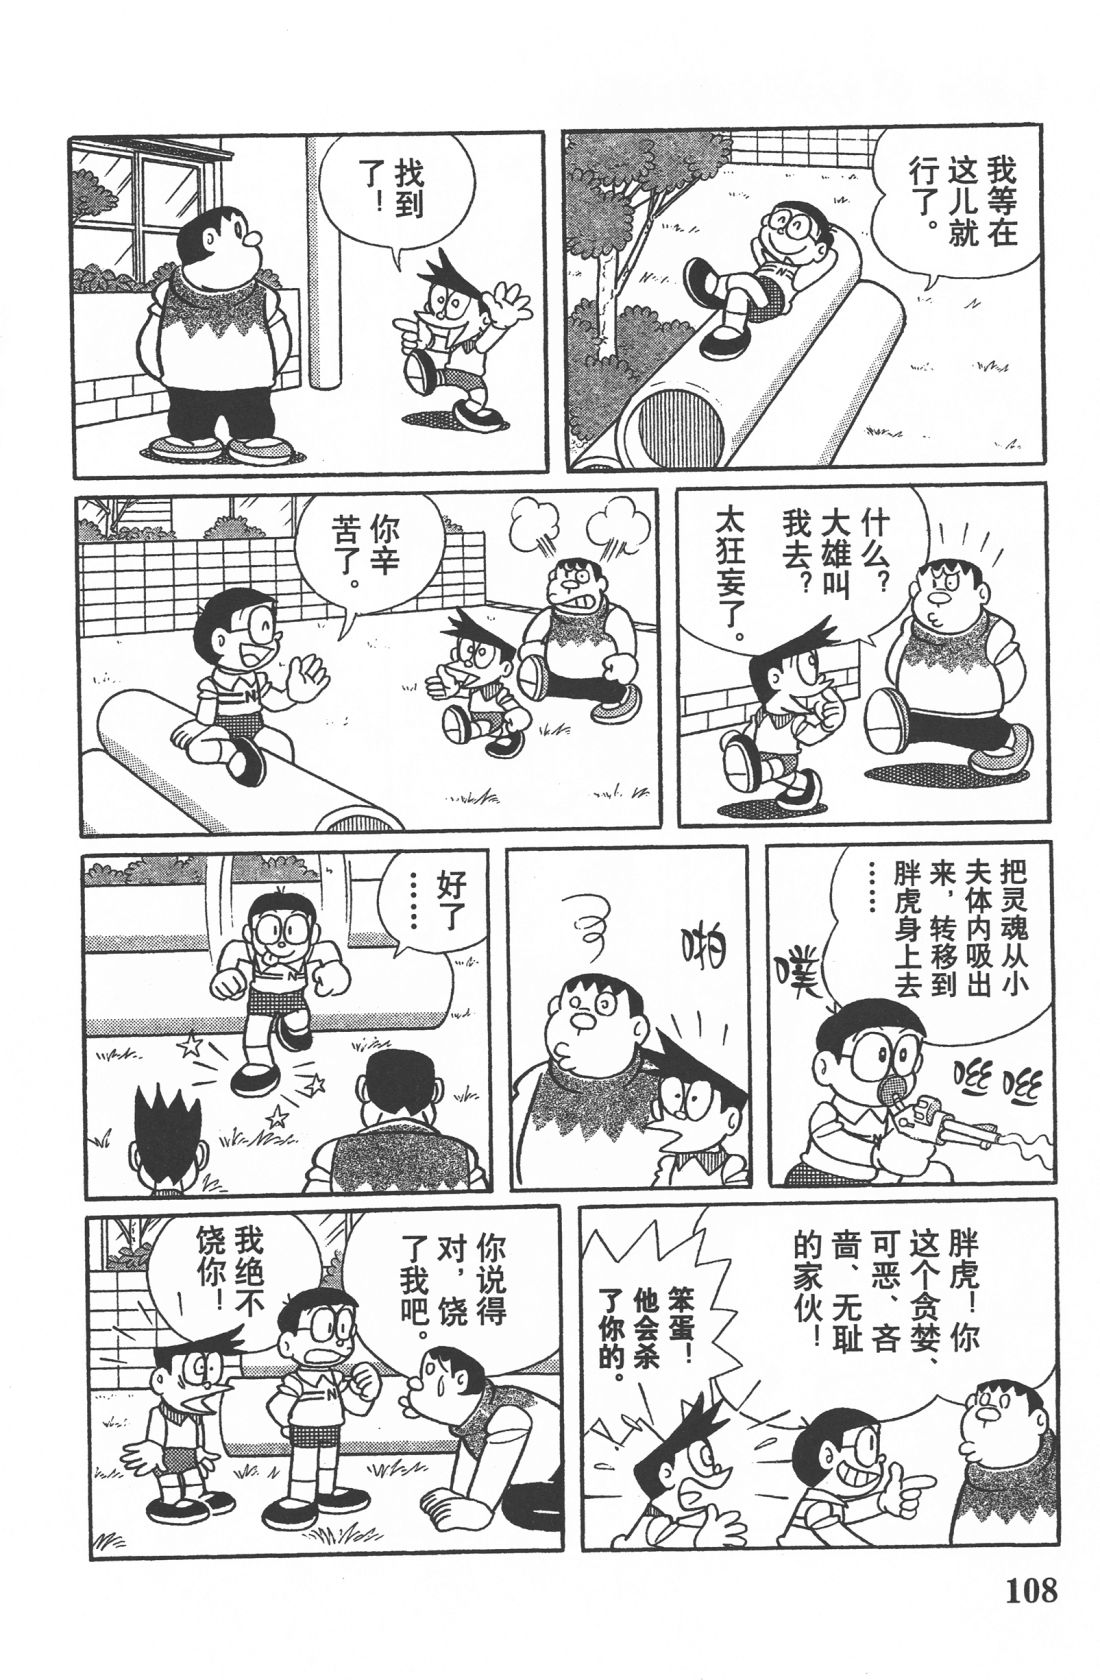 我等在
这儿就
行了。
找到
了！
什么？
大雄叫
我去？
太狂妄了。
你辛
苦了。
把灵魂从小
夫体内吸出
来，转移到
胖虎身上去
……
噗
嘿 嘿
啪
好了
……
胖虎！你
这个贪婪、
可恶、吝
啬、无耻
的家伙！
笨蛋！
他会杀
了你的。
你说得
对，饶
了我吧。
我绝不
饶你！
108